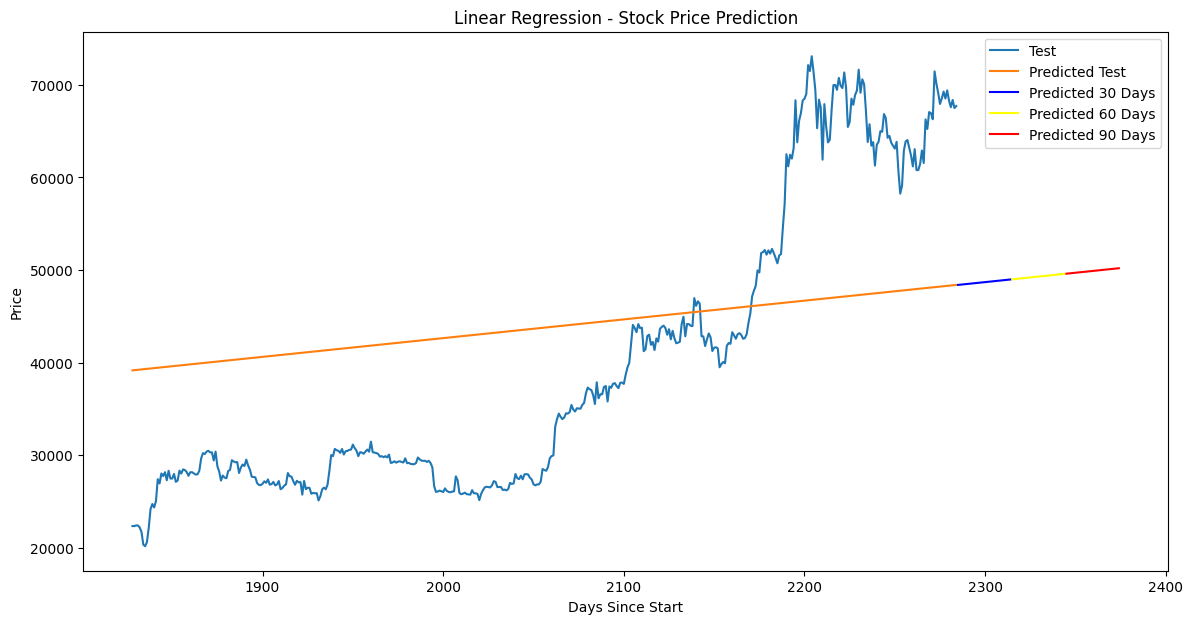 Linear Regression - Stock Price Prediction
Test
Predicted Test
Predicted 30 Days
Predicted 60 Days
Predicted 90 Days
Price
70000
60000
50000
40000
30000
20000
1900 2000 2100 2200 2300 2400
Days Since Start